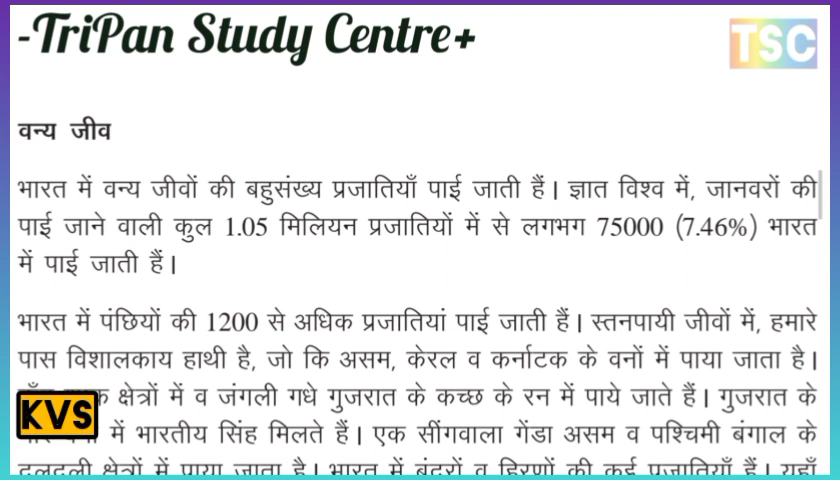 -TriPan Study Centre+
TSC
वन्य जीव
भारत में वन्य जीवों की बहुसंख्य प्रजातियाँ पाई जाती हैं। ज्ञात विश्व में, जानवरों की
पाई जाने वाली कुल 1.05 मिलियन प्रजातियों में से लगभग 75000 (7.46%) भारत
में पाई जाती हैं।
भारत में पंछियों की 1200 से अधिक प्रजातियां पाई जाती हैं। स्तनपायी जीवों में, हमारे
पास विशालकाय हाथी है, जो कि असम, केरल व कर्नाटक के वनों में पाया जाता है।
क्षेत्रों में व जंगली गधे गुजरात के कच्छ के रन में पाये जाते हैं। गुजरात के
KVS
में भारतीय सिंह मिलते हैं। एक सींगवाला गेंडा असम व पश्चिमी बंगाल के
दलदली क्षेत्रों में पाया जाता है। भारत में बंदरों व हिरणों की कई प्रजातियाँ हैं। यहाँ